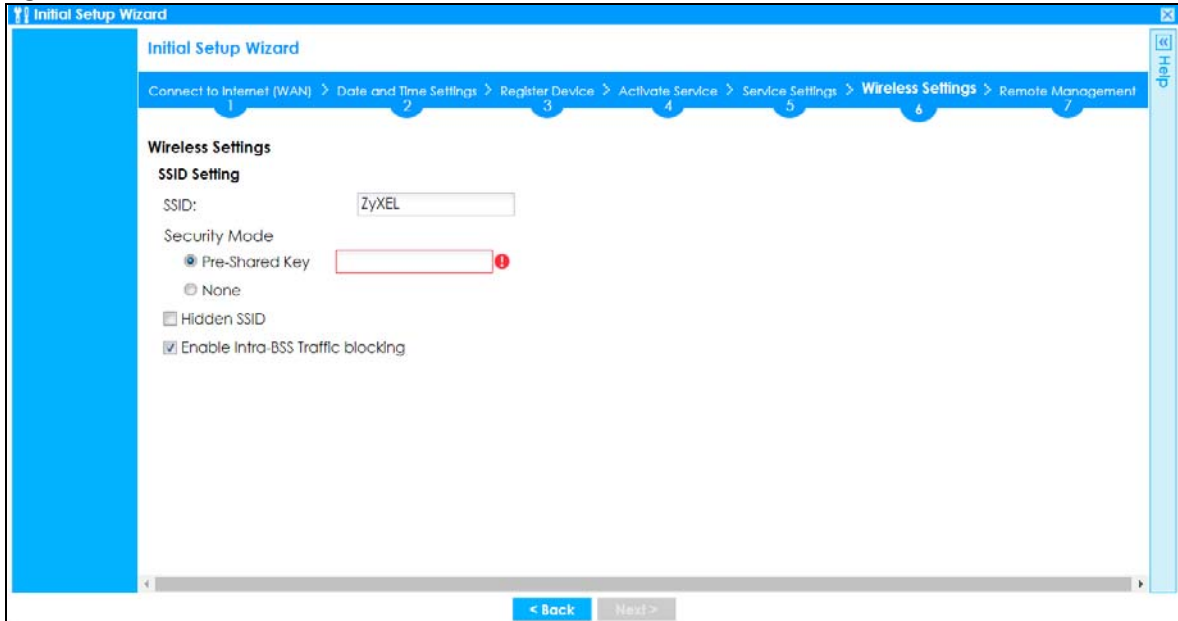 Initial Setup Wizard
Initial Setup Wizard
Help
Connect to Internet (WAN) > Date and Time Settings > Register Device > Activate Service > Service Settings > Wireless Settings > Remote Management
1 2 3 4 5 6 7
Wireless Settings
SSID Setting
SSID: ZyXEL
Security Mode
Pre-Shared Key
None
Hidden SSID
Enable Intra-BSS Traffic blocking
< Back Next >